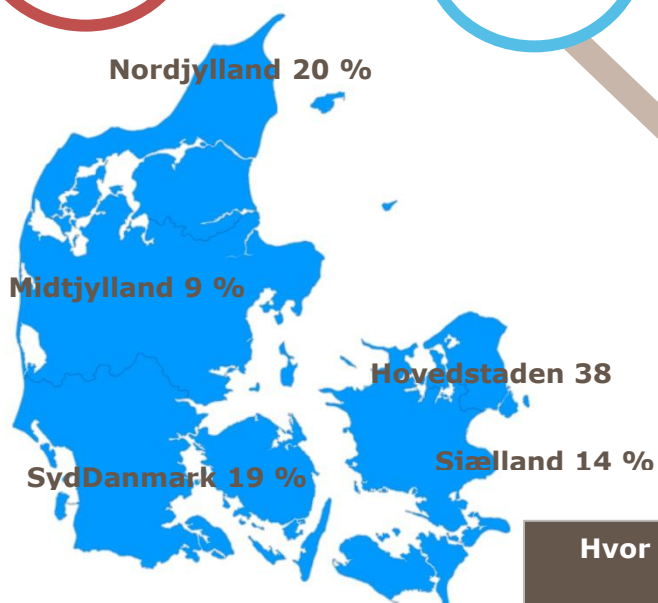 Nordjylland 20 %
Midtjylland 9 %
Hovedstaden 38
Sjælland 14 %
SydDanmark 19 %
Hvor